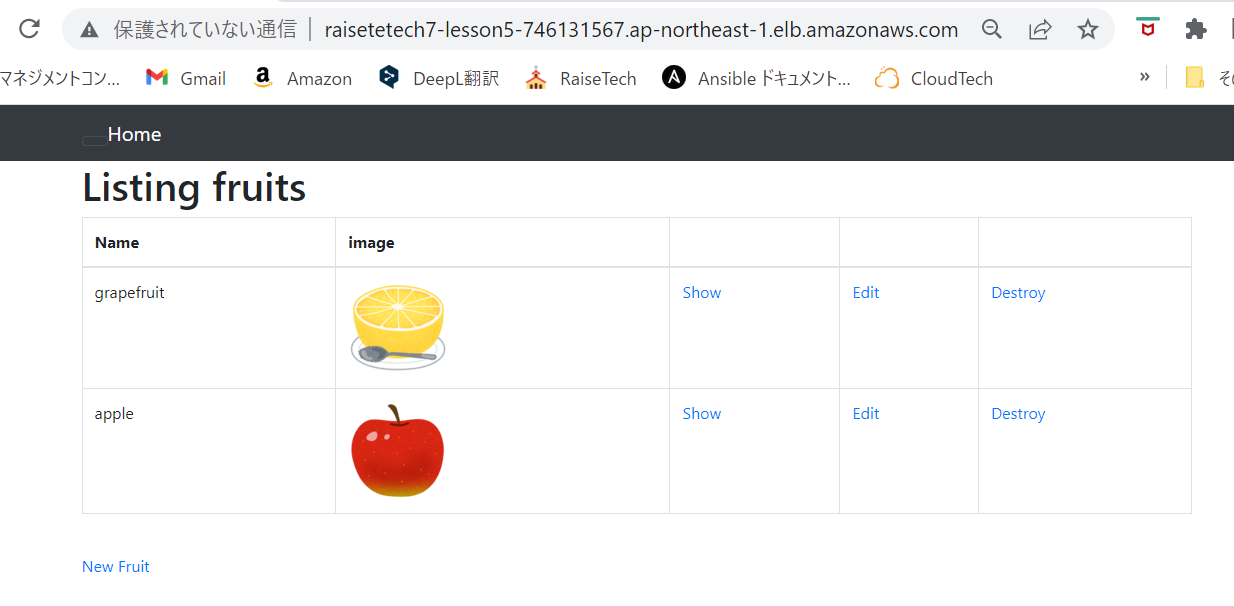 保護されていない通信 | raisetetech7-lesson5-746131567.ap-northeast-1.elb.amazonaws.com
マネジメントコン... Gmail Amazon DeepL翻訳 RaiseTech Ansible ドキュメント... CloudTech »
Home
Listing fruits
Name image
grapefruit Show Edit Destroy
apple Show Edit Destroy
New Fruit